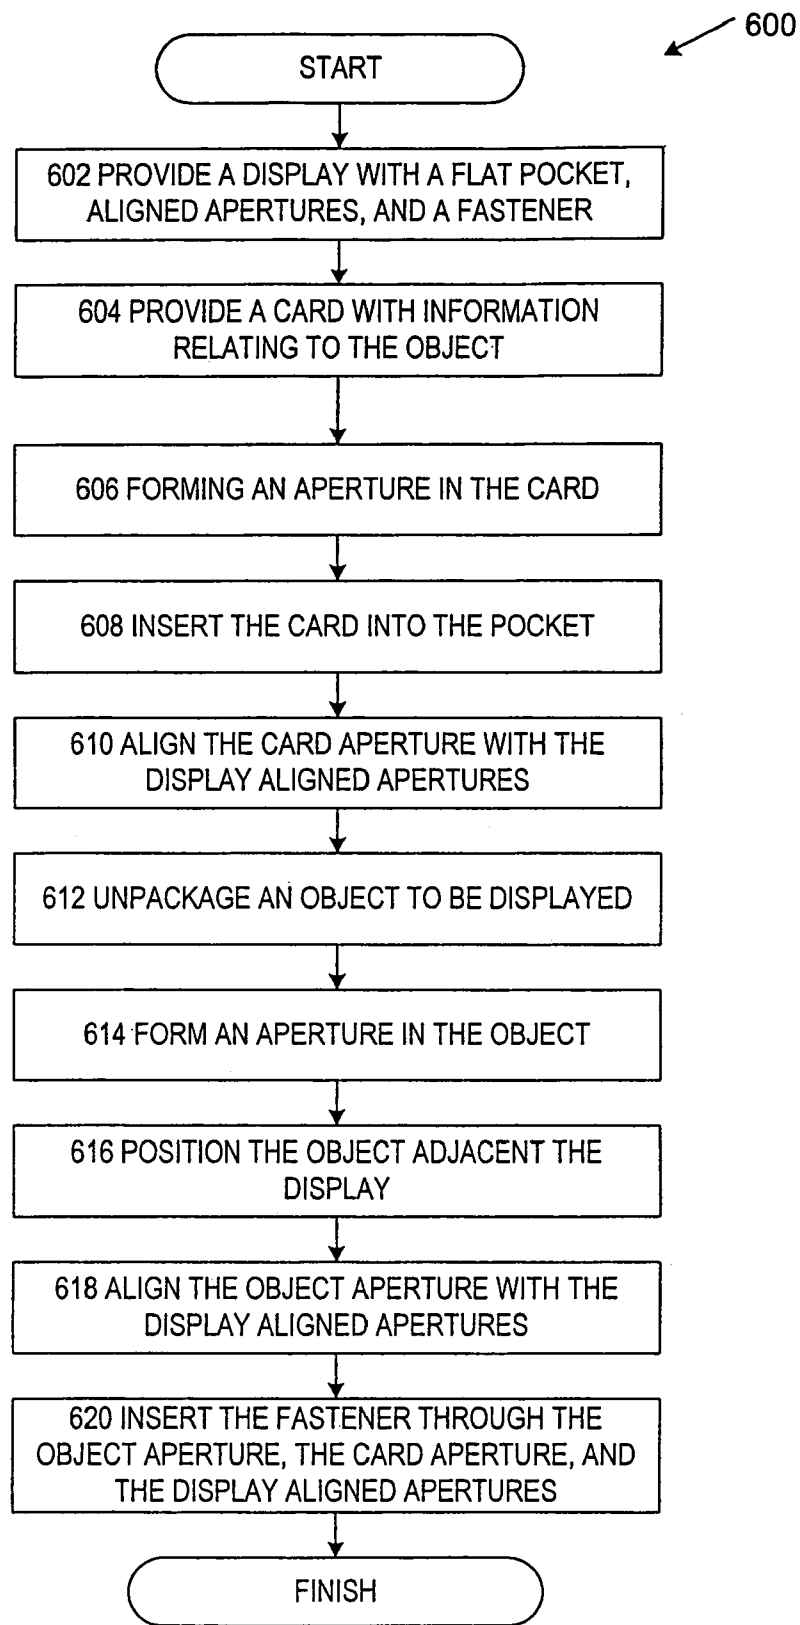 600
START
602 PROVIDE A DISPLAY WITH A FLAT POCKET,
ALIGNED APERTURES, AND A FASTENER
604 PROVIDE A CARD WITH INFORMATION
RELATING TO THE OBJECT
606 FORMING AN APERTURE IN THE CARD
608 INSERT THE CARD INTO THE POCKET
610 ALIGN THE CARD APERTURE WITH THE
DISPLAY ALIGNED APERTURES
612 UNPACKAGE AN OBJECT TO BE DISPLAYED
614 FORM AN APERTURE IN THE OBJECT
616 POSITION THE OBJECT ADJACENT THE
DISPLAY
618 ALIGN THE OBJECT APERTURE WITH THE
DISPLAY ALIGNED APERTURES
620 INSERT THE FASTENER THROUGH THE
OBJECT APERTURE, THE CARD APERTURE, AND
THE DISPLAY ALIGNED APERTURES
FINISH